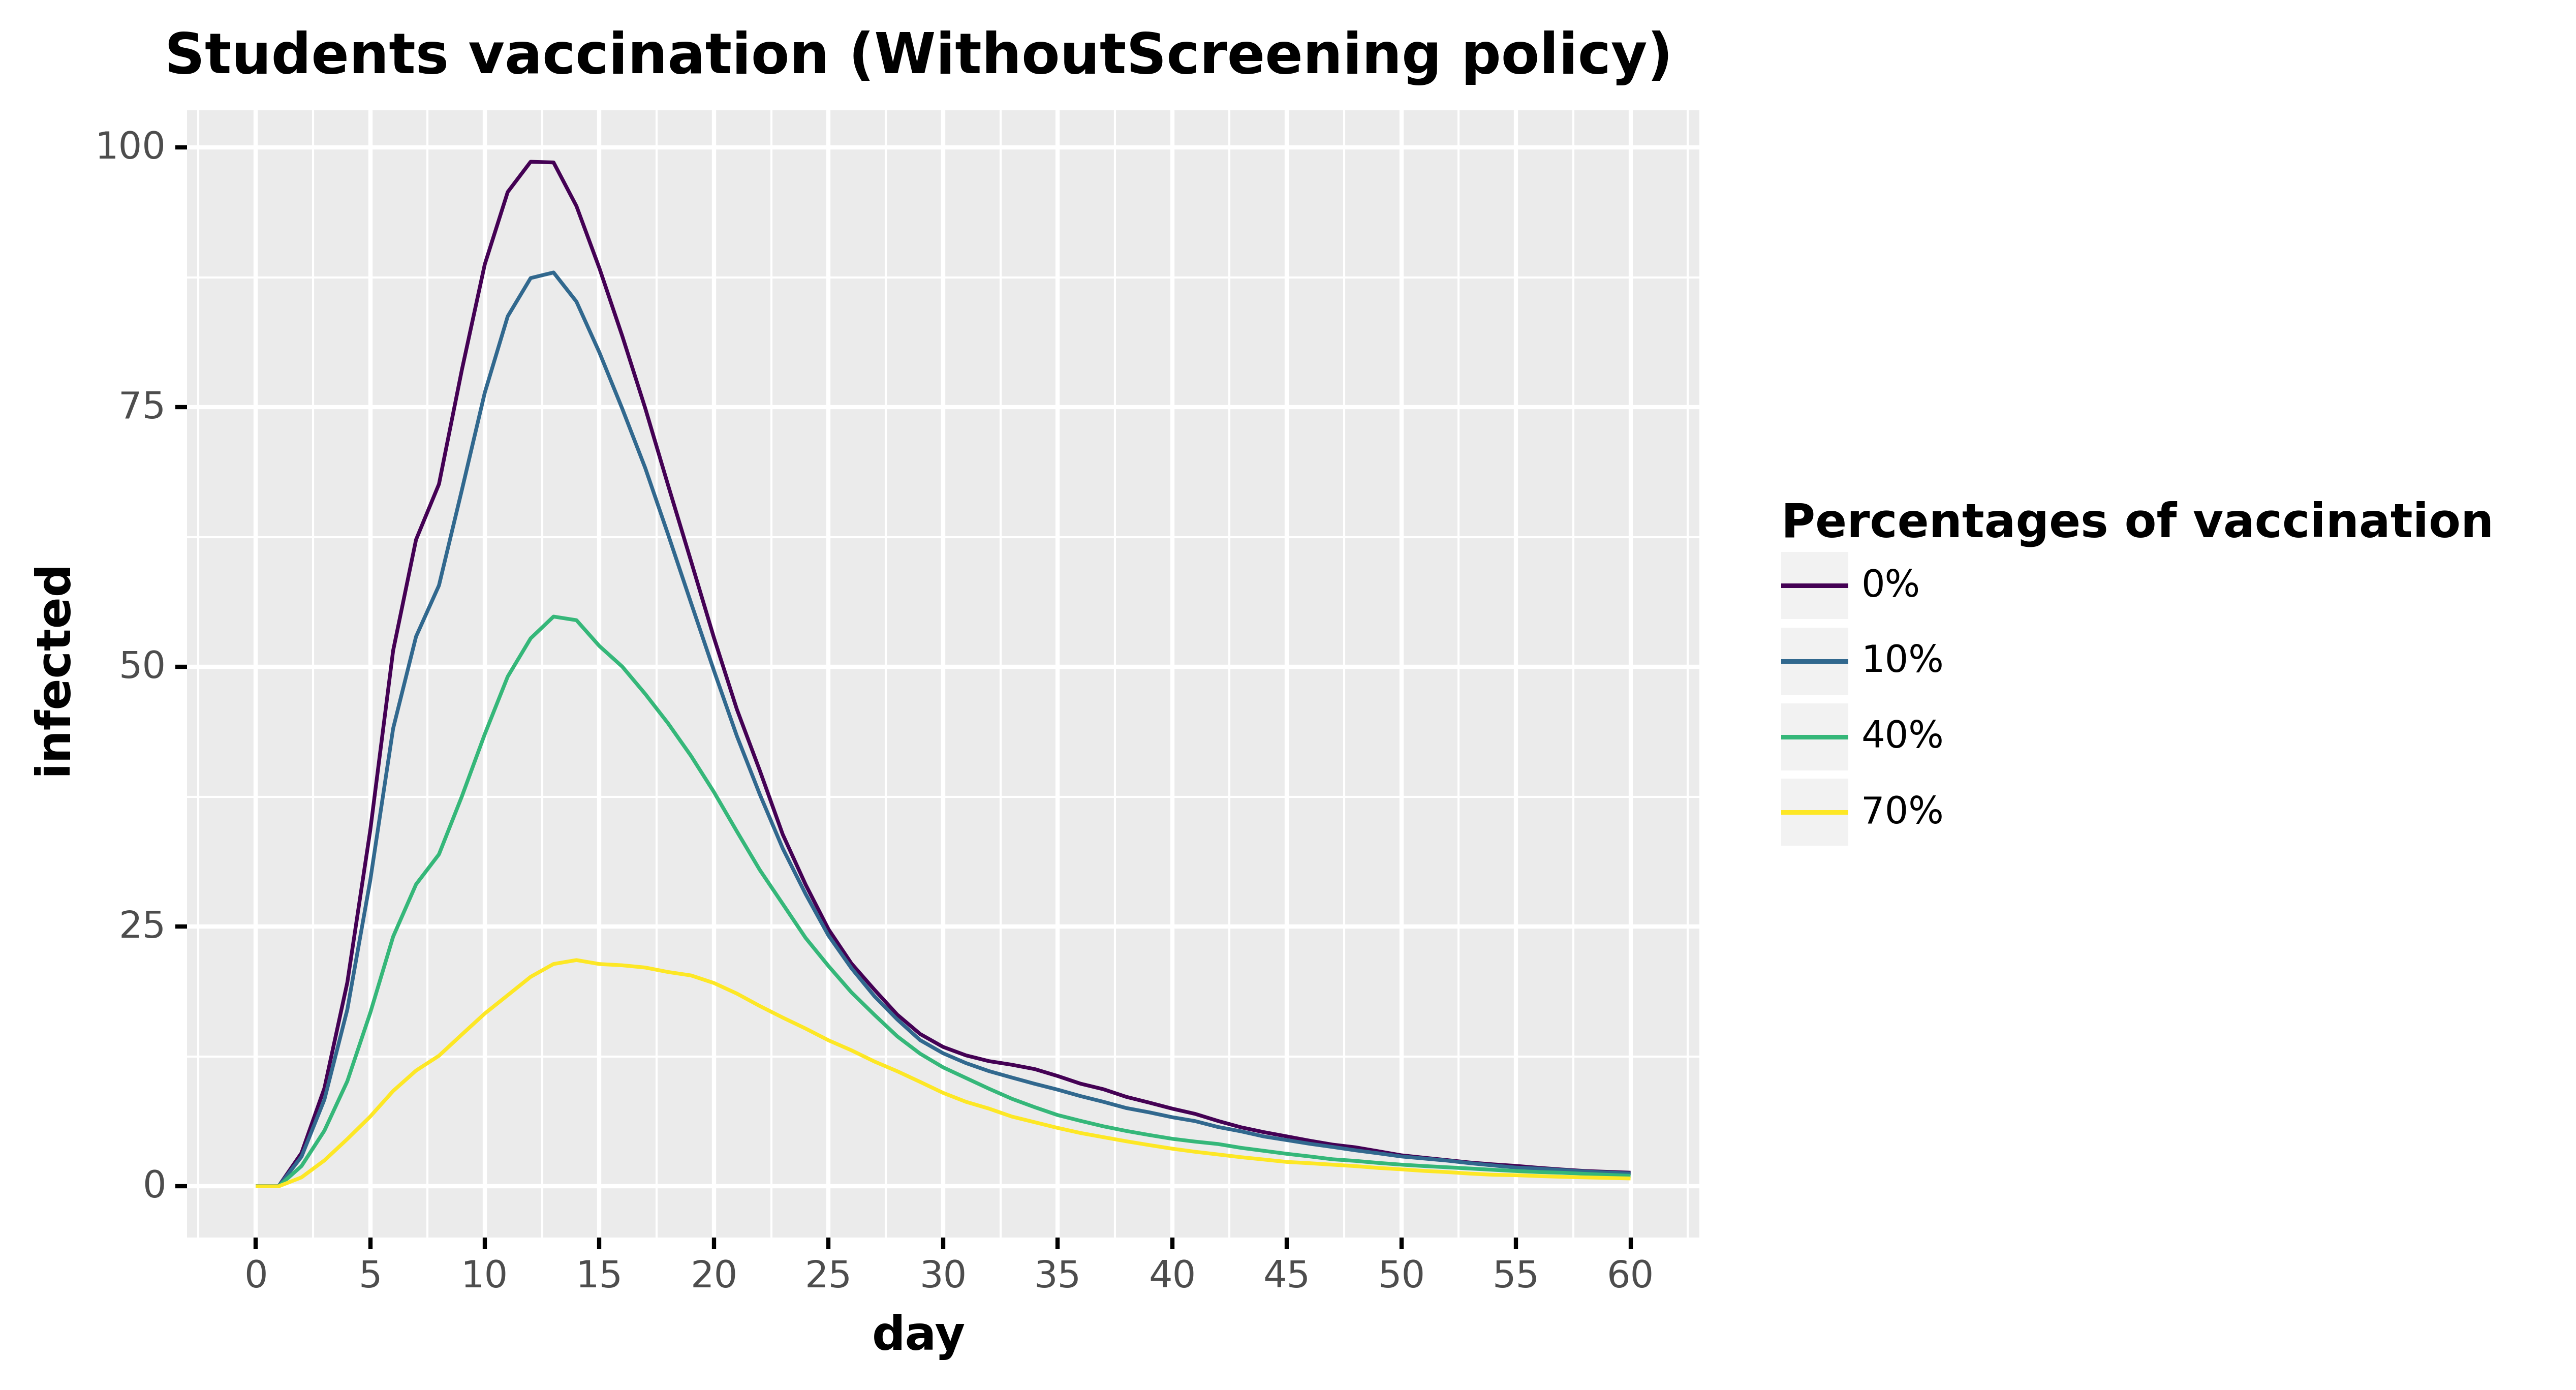 Students vaccination (WithoutScreening policy)
100
75
50
25
0
infected
0 5 10 15 20 25 30 35 40 45 50 55 60
day
Percentages of vaccination
0%
10%
40%
70%